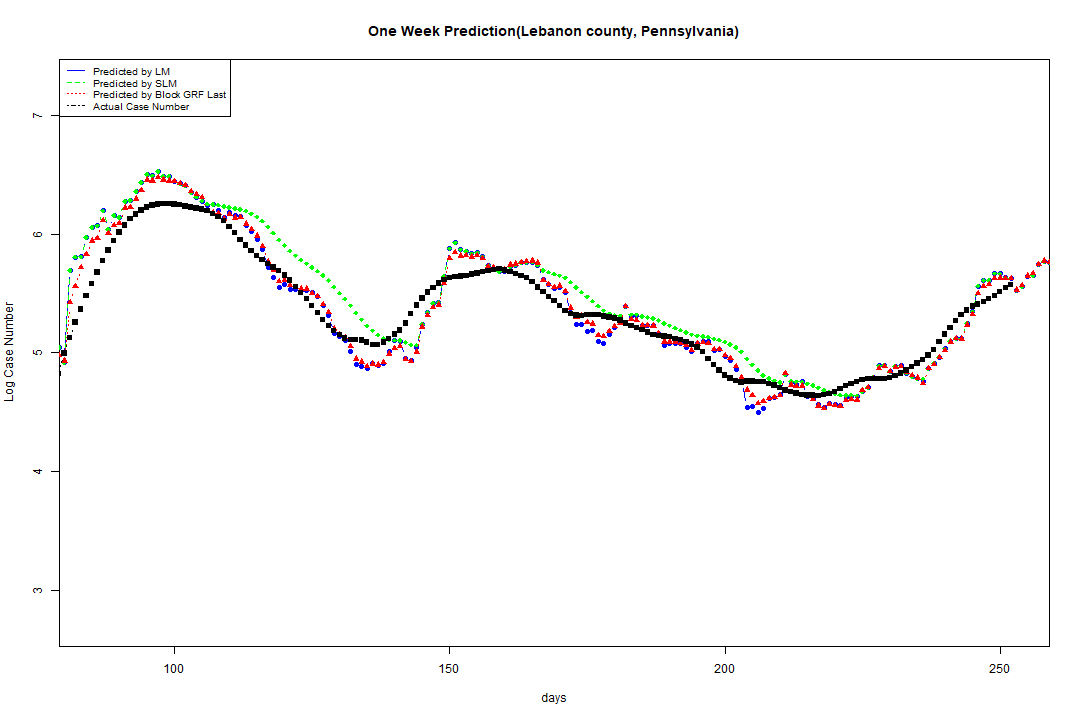 One Week Prediction(Lebanon county, Pennsylvania)
Predicted by LM
Predicted by SLM
Predicted by Block GRF Last
Actual Case Number
7
6
5
4
3
Log Case Number
100 150 200 250
days